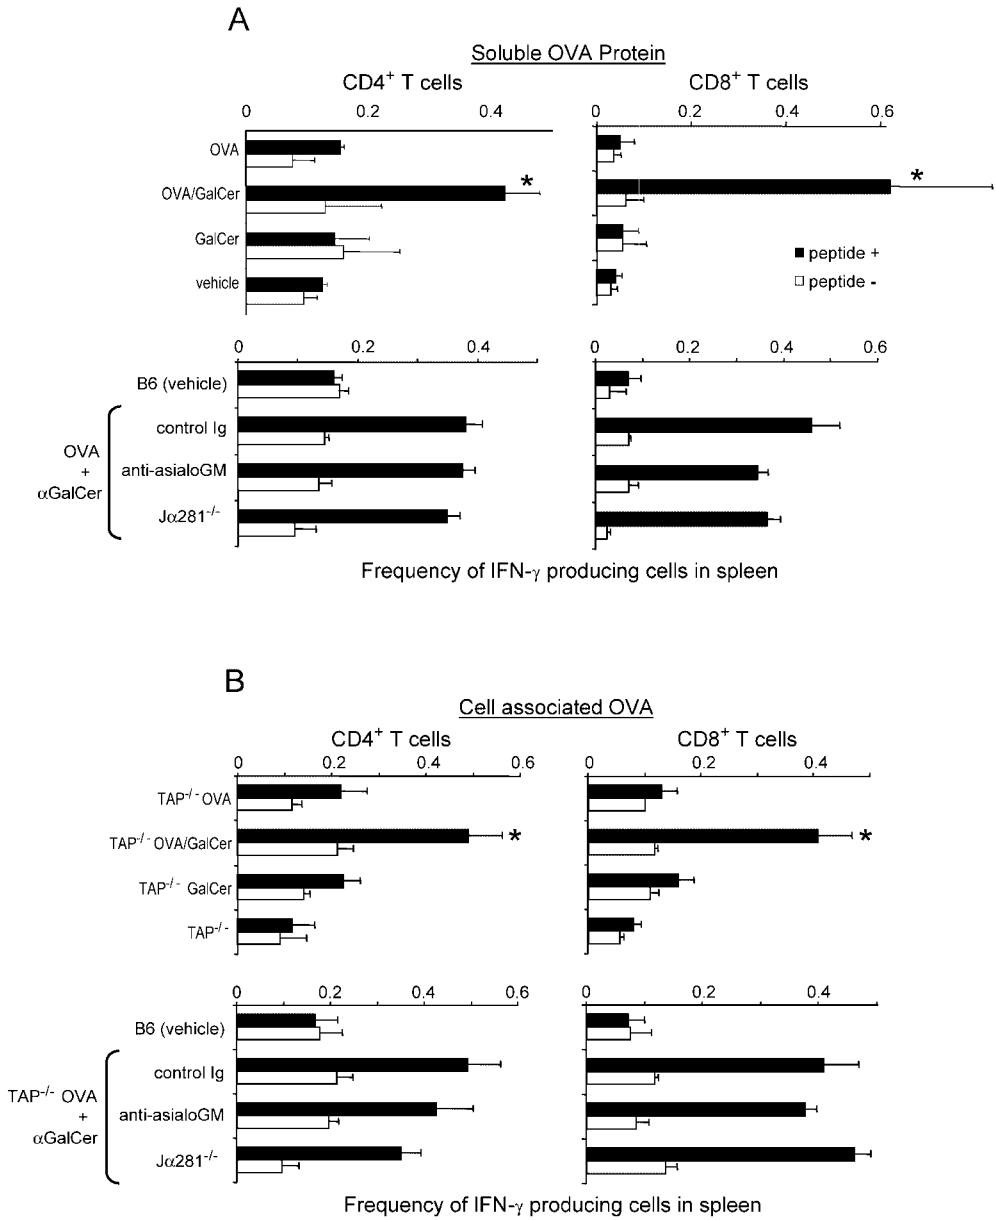 A
Soluble OVA Protein
CD4+ T cells
CD8+ T cells
0 0.2 0.4
0 0.2 0.4 0.6
OVA
OVA/GalCer
*
*
GalCer
vehicle
peptide +
peptide -
0 0.2 0.4
0 0.2 0.4 0.6
B6 (vehicle)
control Ig
anti-asialoGM
Jα281-/-
OVA
+
αGalCer
Frequency of IFN-γ producing cells in spleen
B
Cell associated OVA
CD4+ T cells
CD8+ T cells
0 0.2 0.4 0.6
0 0.2 0.4
TAP-/- OVA
TAP-/- OVA/GalCer
*
*
TAP-/- GalCer
TAP-/-
0 0.2 0.4 0.6
0 0.2 0.4
B6 (vehicle)
control Ig
anti-asialoGM
Jα281-/-
TAP-/- OVA
+
αGalCer
Frequency of IFN-γ producing cells in spleen